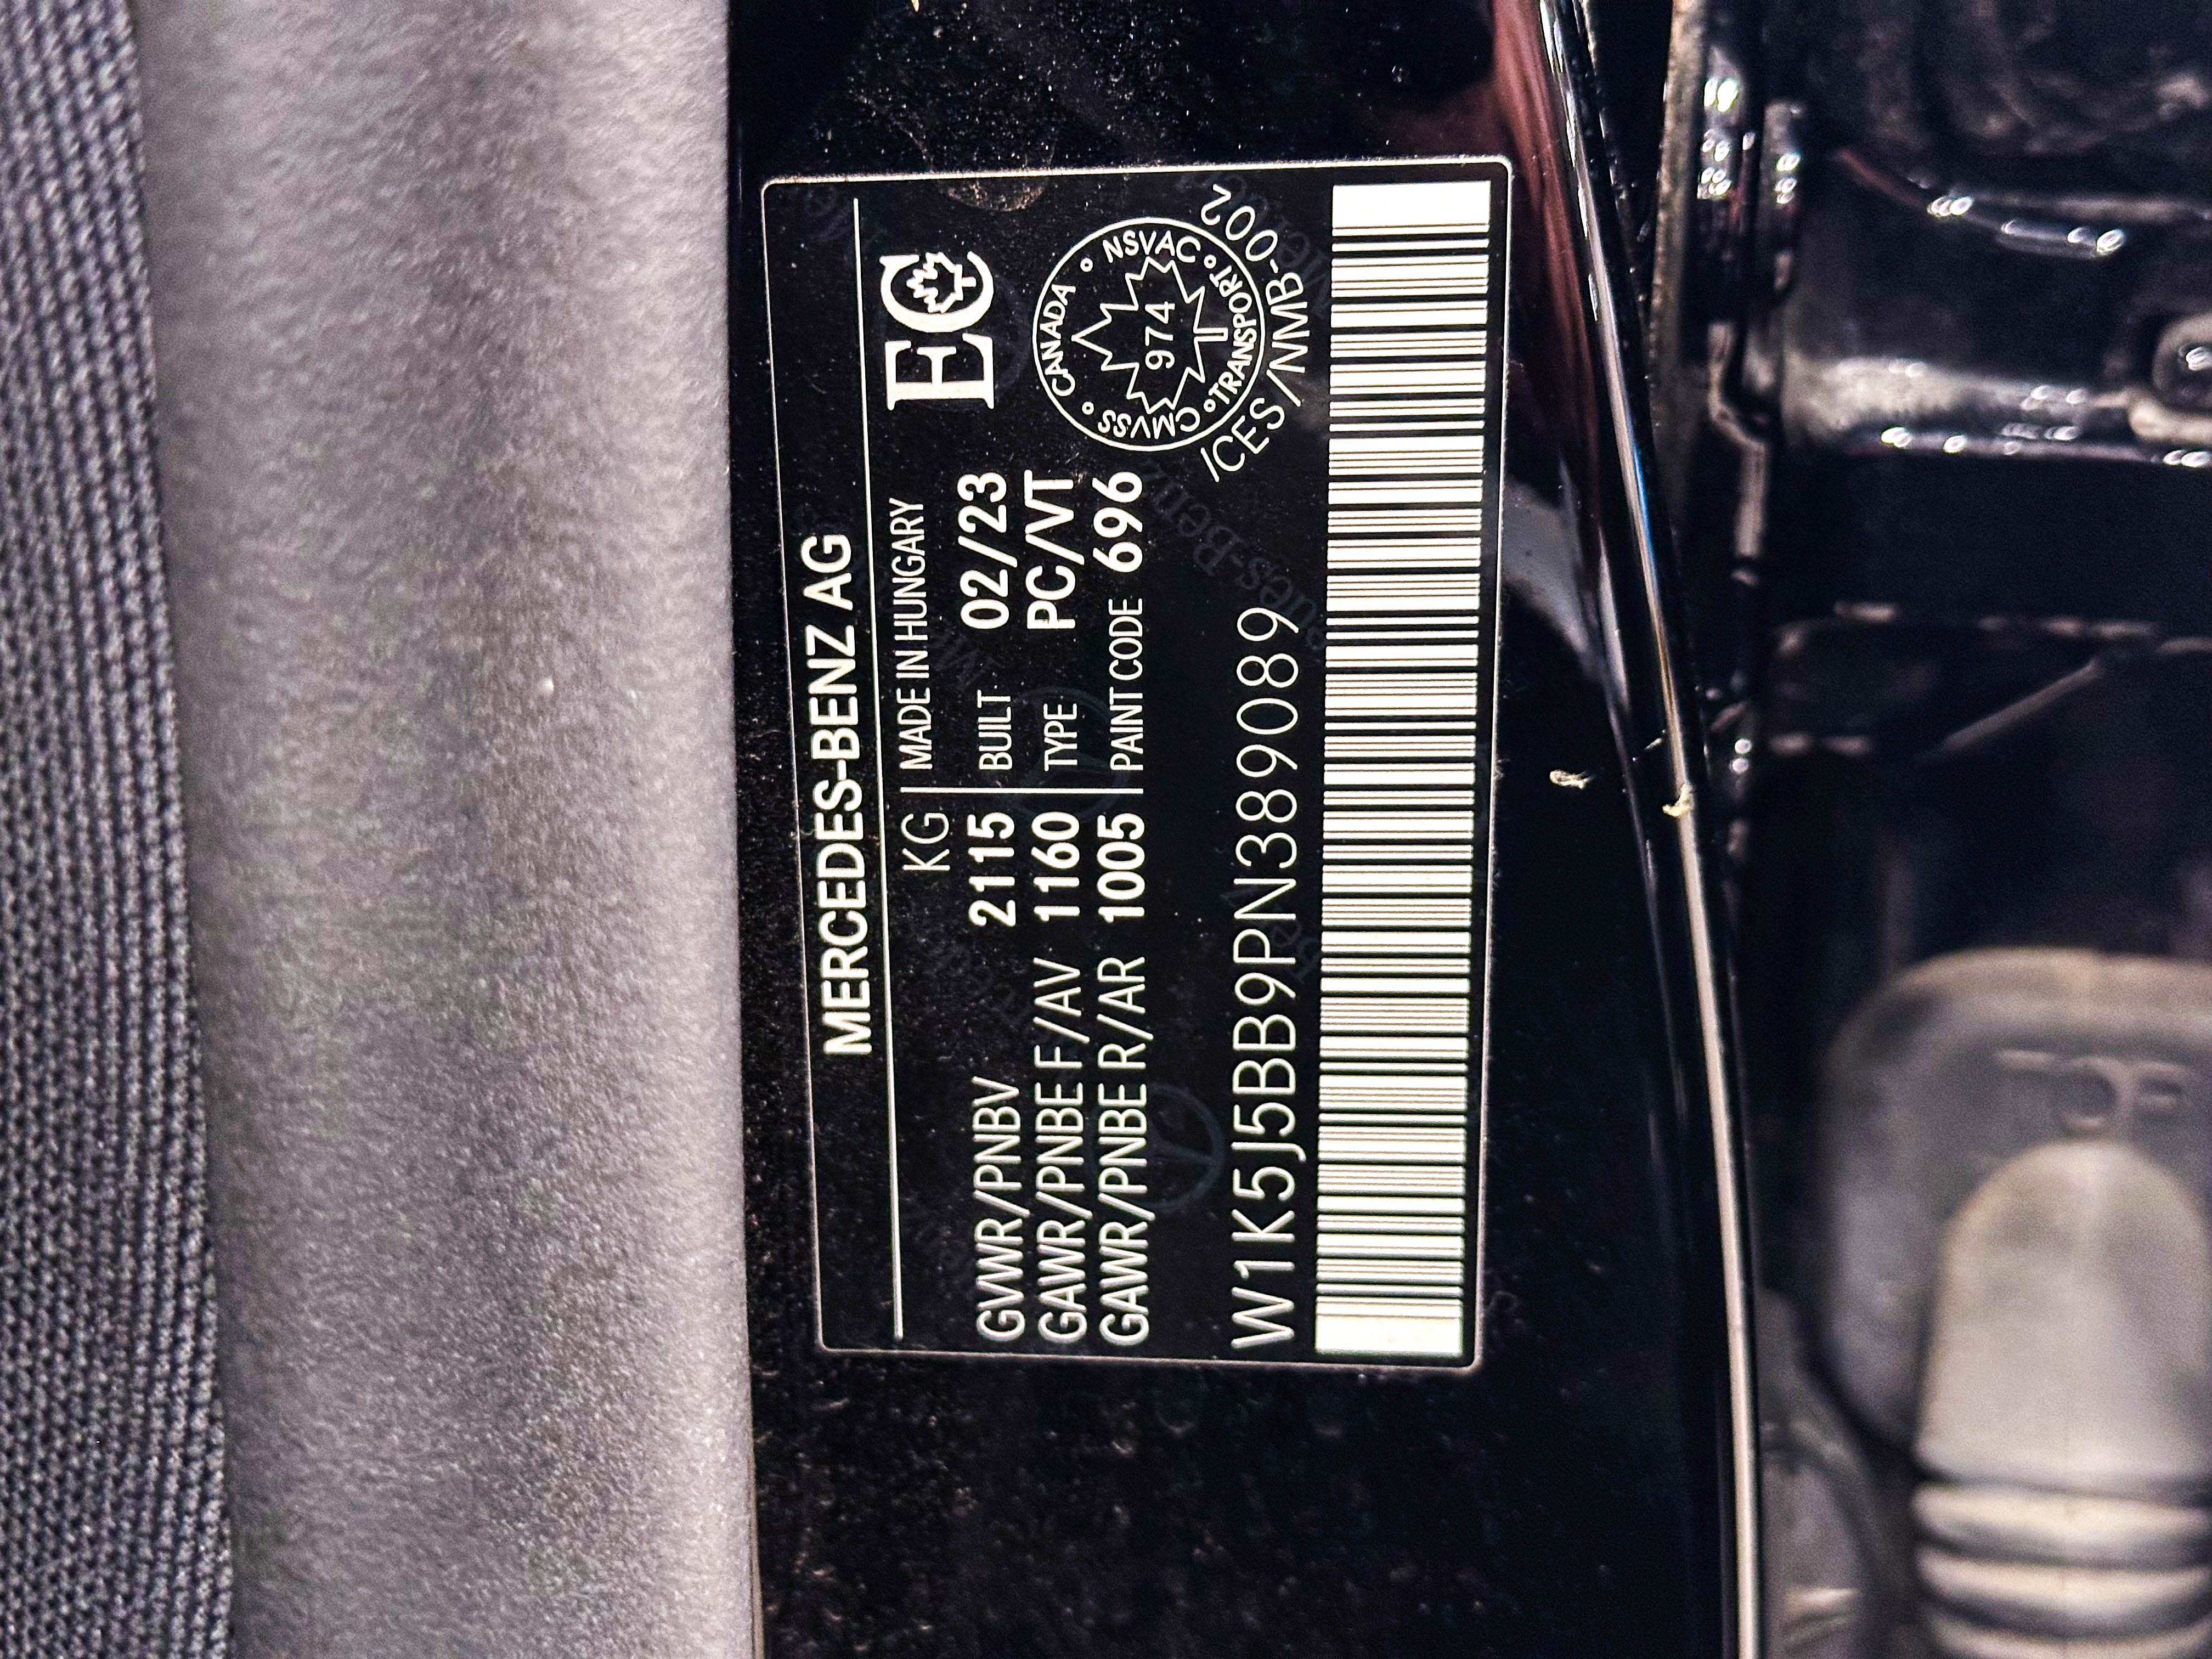 MERCEDES-BENZ AG
KG
MADE IN HUNGARY
GVWR/PNBV 2115
BUILT 02/23
GAWR/PNBE F/AV 1160
TYPE PC/VT
GAWR/PNBE R/AR 1005
PAINT CODE 696
EC
CANADA NSVAC TRANSPORT CMVSS
974
ICES/NMB-002
W1K5J5BB9PN389089